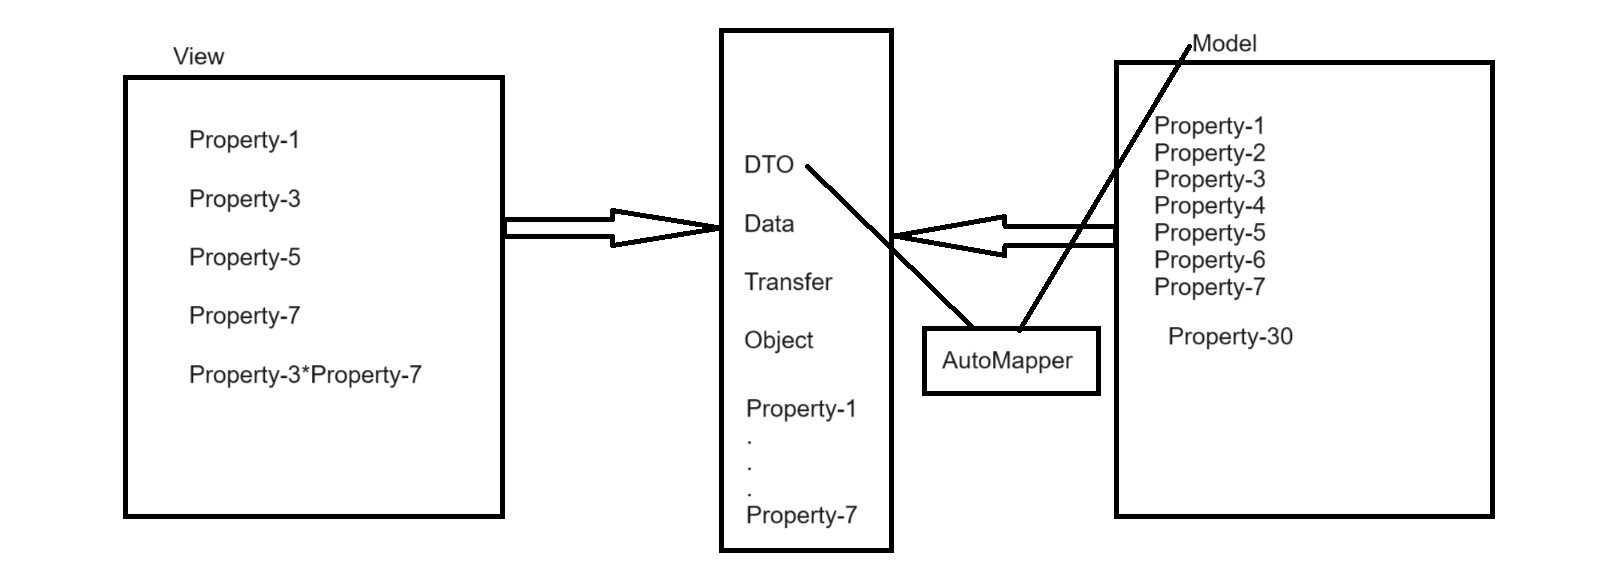 View
Property-1
Property-3
Property-5
Property-7
Property-3*Property-7
DTO
Data
Transfer
Object
Property-1
.
.
.
Property-7
AutoMapper
Model
Property-1
Property-2
Property-3
Property-4
Property-5
Property-6
Property-7
Property-30